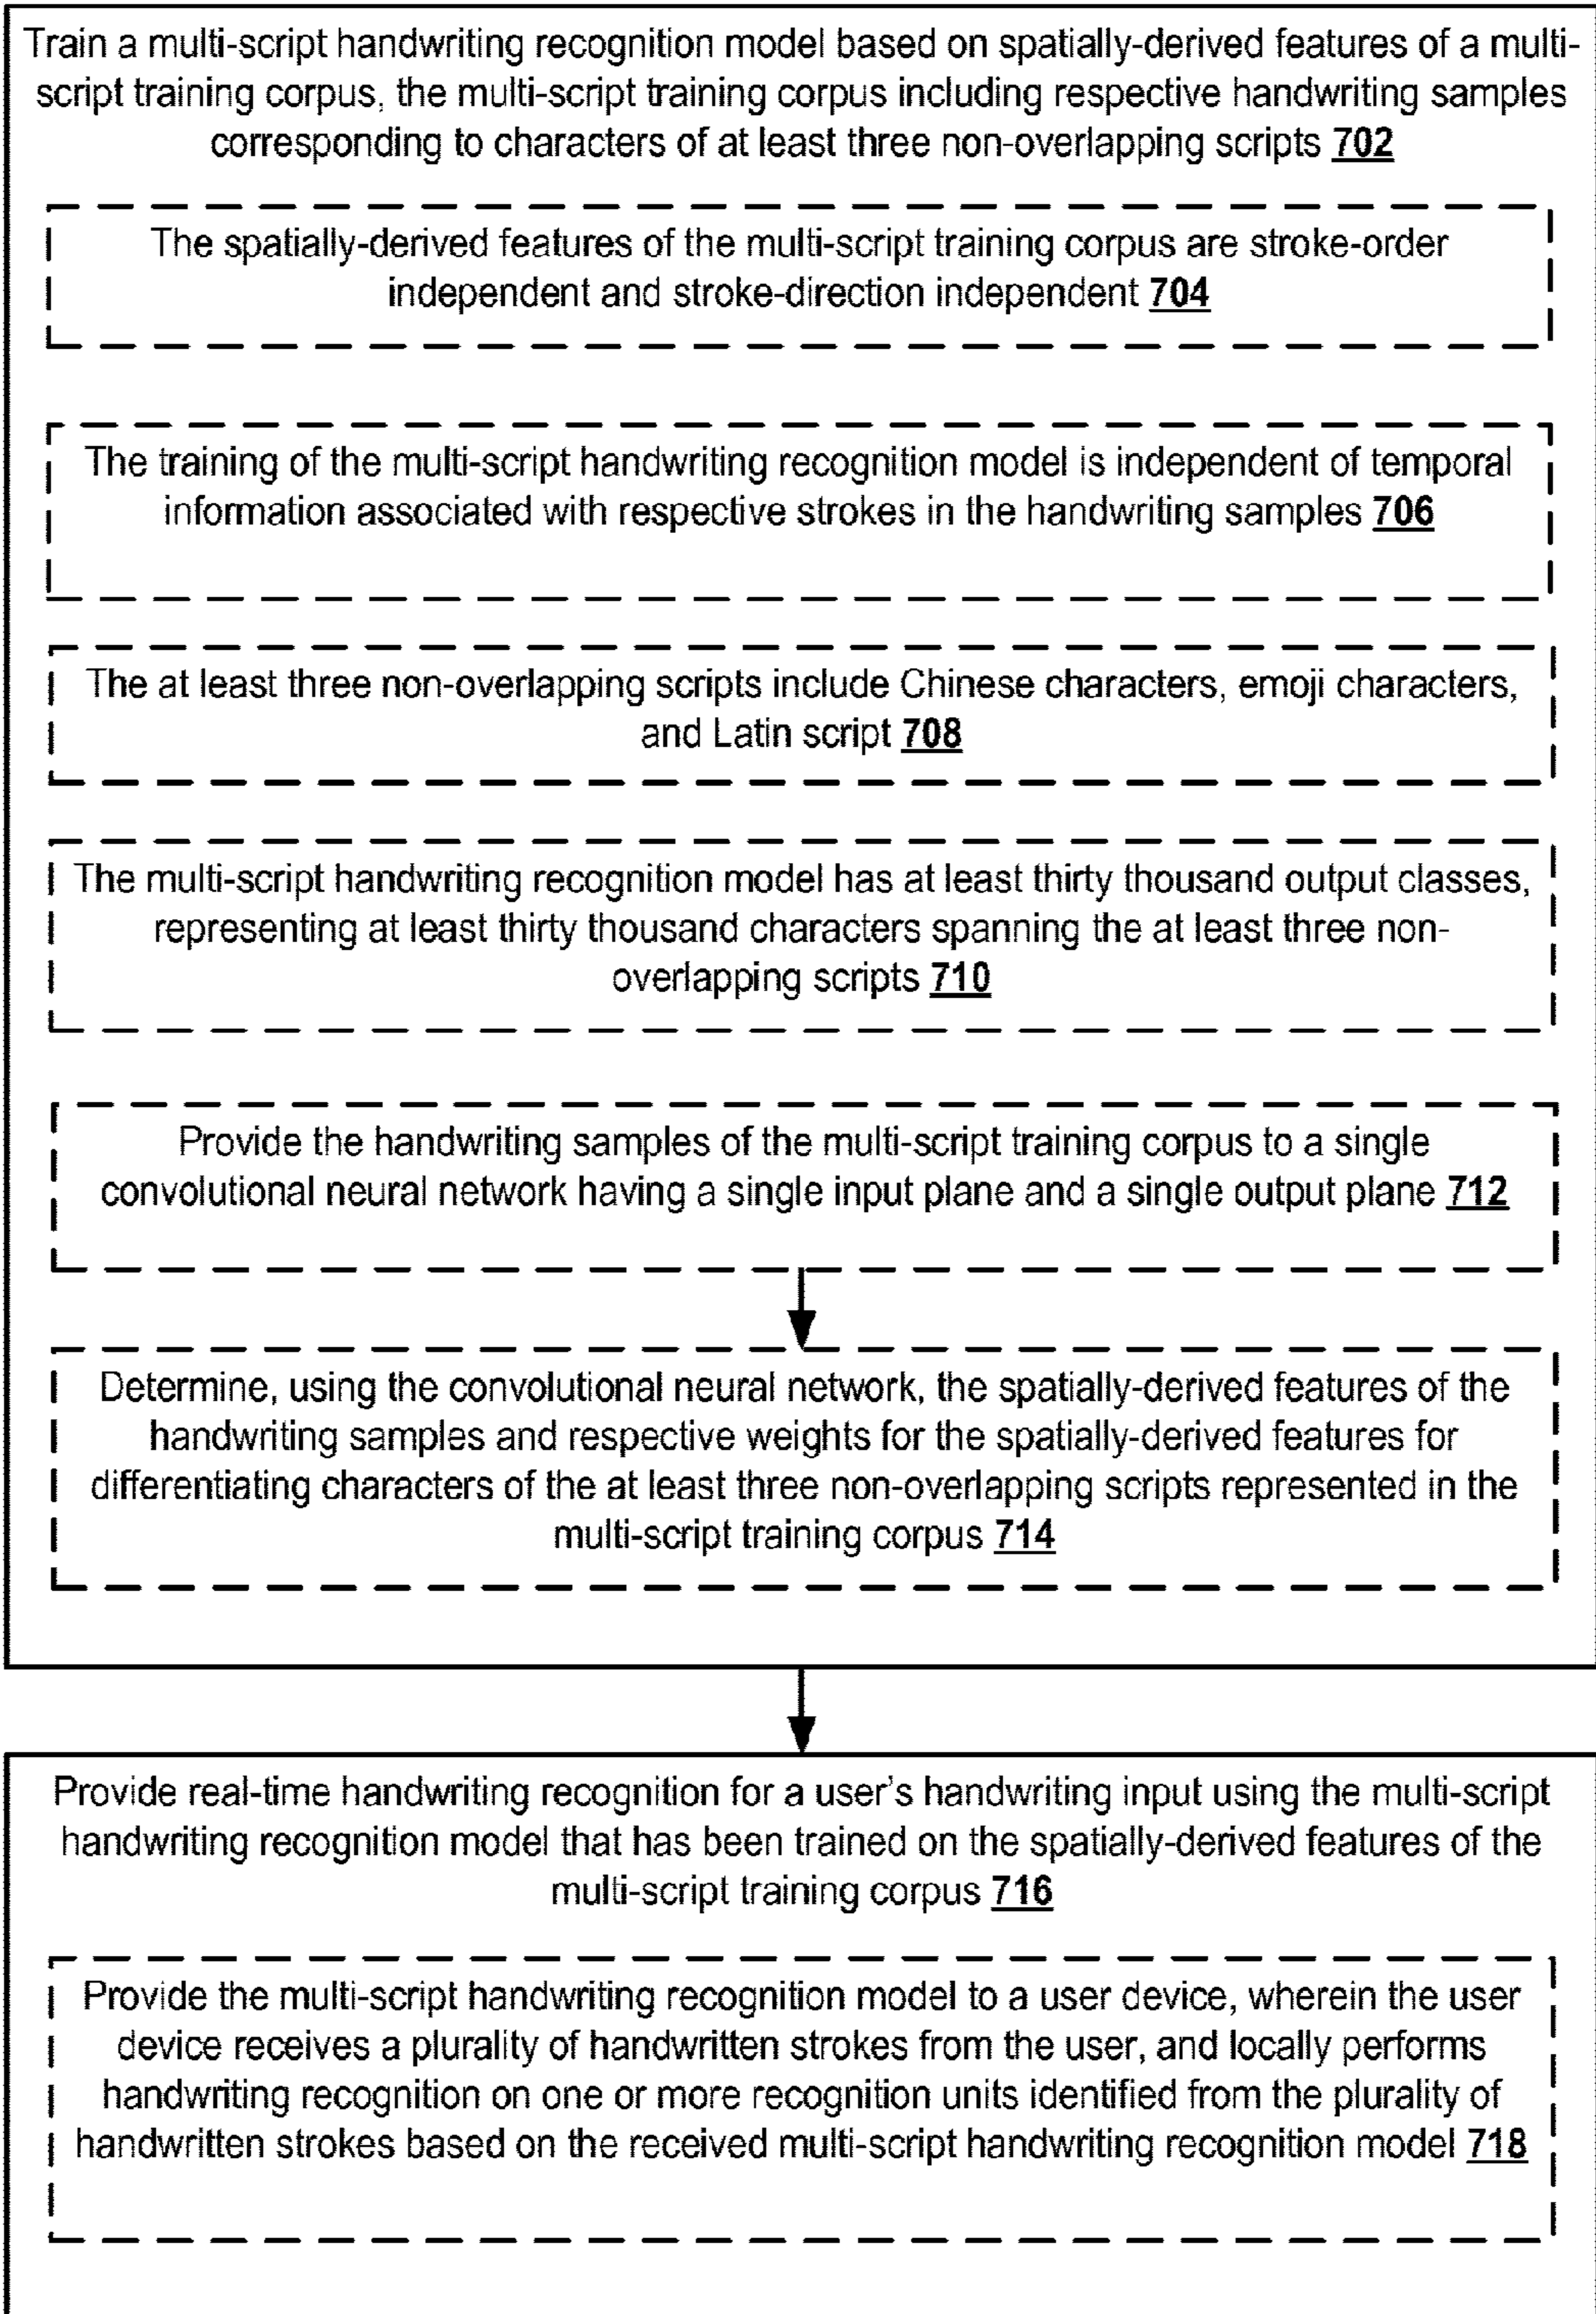 Train a multi-script handwriting recognition model based on spatially-derived features of a multi-
script training corpus, the multi-script training corpus including respective handwriting samples
corresponding to characters of at least three non-overlapping scripts 702
The spatially-derived features of the multi-script training corpus are stroke-order
independent and stroke-direction independent 704
The training of the multi-script handwriting recognition model is independent of temporal
information associated with respective strokes in the handwriting samples 706
The at least three non-overlapping scripts include Chinese characters, emoji characters,
and Latin script 708
The multi-script handwriting recognition model has at least thirty thousand output classes,
representing at least thirty thousand characters spanning the at least three non-
overlapping scripts 710
Provide the handwriting samples of the multi-script training corpus to a single
convolutional neural network having a single input plane and a single output plane 712
Determine, using the convolutional neural network, the spatially-derived features of the
handwriting samples and respective weights for the spatially-derived features for
differentiating characters of the at least three non-overlapping scripts represented in the
multi-script training corpus 714
Provide real-time handwriting recognition for a user's handwriting input using the multi-script
handwriting recognition model that has been trained on the spatially-derived features of the
multi-script training corpus 716
Provide the multi-script handwriting recognition model to a user device, wherein the user
device receives a plurality of handwritten strokes from the user, and locally performs
handwriting recognition on one or more recognition units identified from the plurality of
handwritten strokes based on the received multi-script handwriting recognition model 718